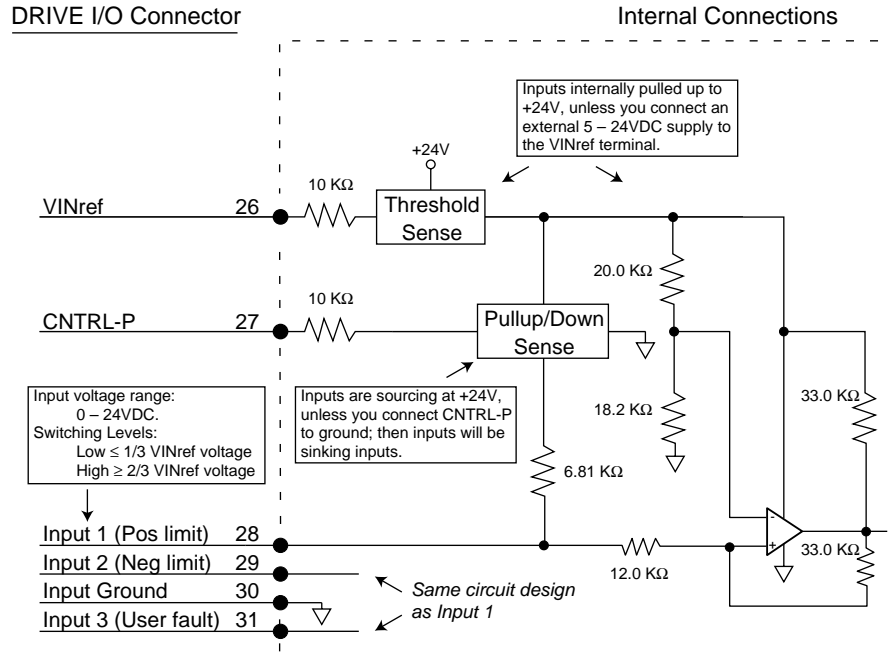 DRIVE I/O Connector
Internal Connections
Inputs internally pulled up to
+24V, unless you connect an
external 5 – 24VDC supply to
the VINref terminal.
+24V
10 KΩ
VINref 26
Threshold
Sense
20.0 KΩ
10 KΩ
CNTRL-P 27
Pullup/Down
Sense
Input voltage range:
0 – 24VDC.
Switching Levels:
Low ≤ 1/3 VINref voltage
High ≥ 2/3 VINref voltage
Inputs are sourcing at +24V,
unless you connect CNTRL-P
to ground; then inputs will be
sinking inputs.
18.2 KΩ
33.0 KΩ
6.81 KΩ
Input 1 (Pos limit) 28
Input 2 (Neg limit) 29
Input Ground 30
Input 3 (User fault) 31
12.0 KΩ
-
+
33.0 KΩ
Same circuit design
as Input 1